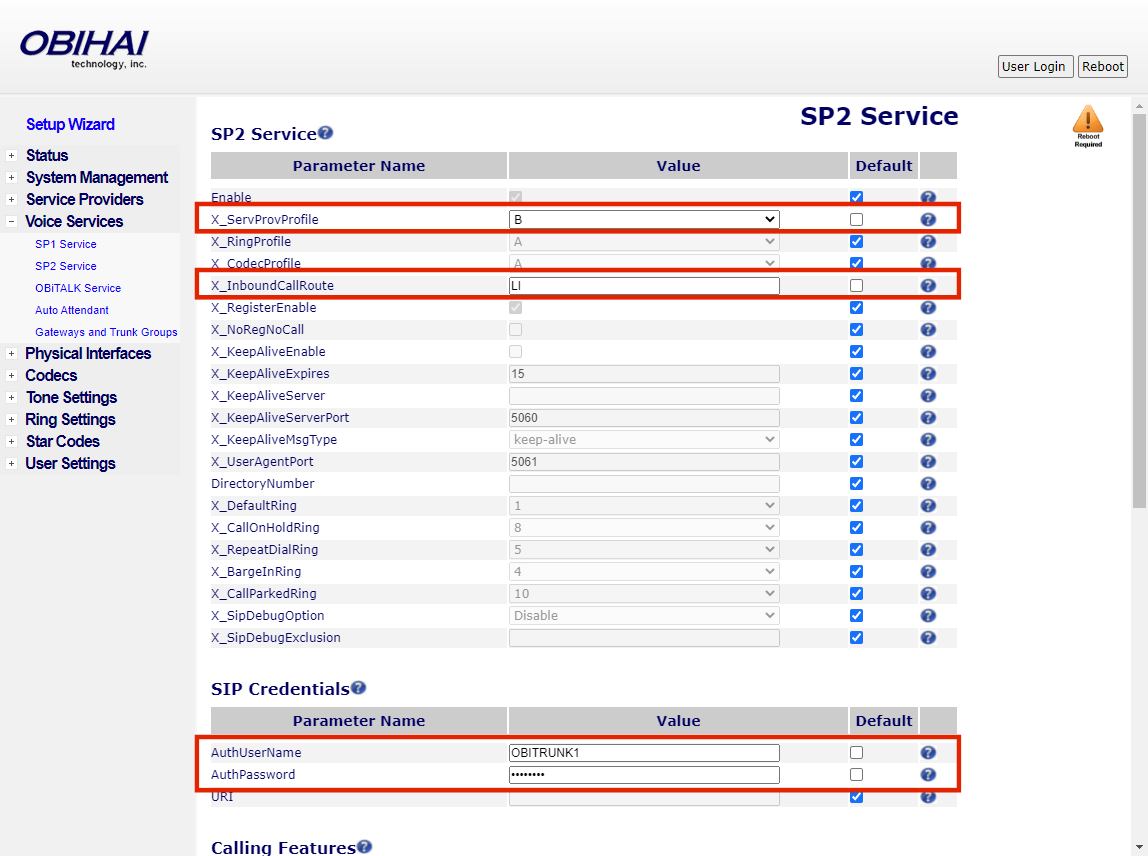 OBIHAI
technology, inc.
User Login Reboot
Setup Wizard
Status
System Management
Service Providers
Voice Services
SP1 Service
SP2 Service
OBiTALK Service
Auto Attendant
Gateways and Trunk Groups
Physical Interfaces
Codecs
Tone Settings
Ring Settings
Star Codes
User Settings
SP2 Service
Reboot
Required
SP2 Service
Parameter Name Value Default
Enable
X_ServProvProfile B
X_RingProfile A
X_CodecProfile A
X_InboundCallRoute LI
X_RegisterEnable
X_NoRegNoCall
X_KeepAliveEnable
X_KeepAliveExpires 15
X_KeepAliveServer
X_KeepAliveServerPort 5060
X_KeepAliveMsgType keep-alive
X_UserAgentPort 5061
DirectoryNumber
X_DefaultRing 1
X_CallOnHoldRing 8
X_RepeatDialRing 5
X_BargeInRing 4
X_CallParkedRing 10
X_SipDebugOption Disable
X_SipDebugExclusion
SIP Credentials
Parameter Name Value Default
AuthUserName OBITRUNK1
AuthPassword ••••••••
URI
Calling Features